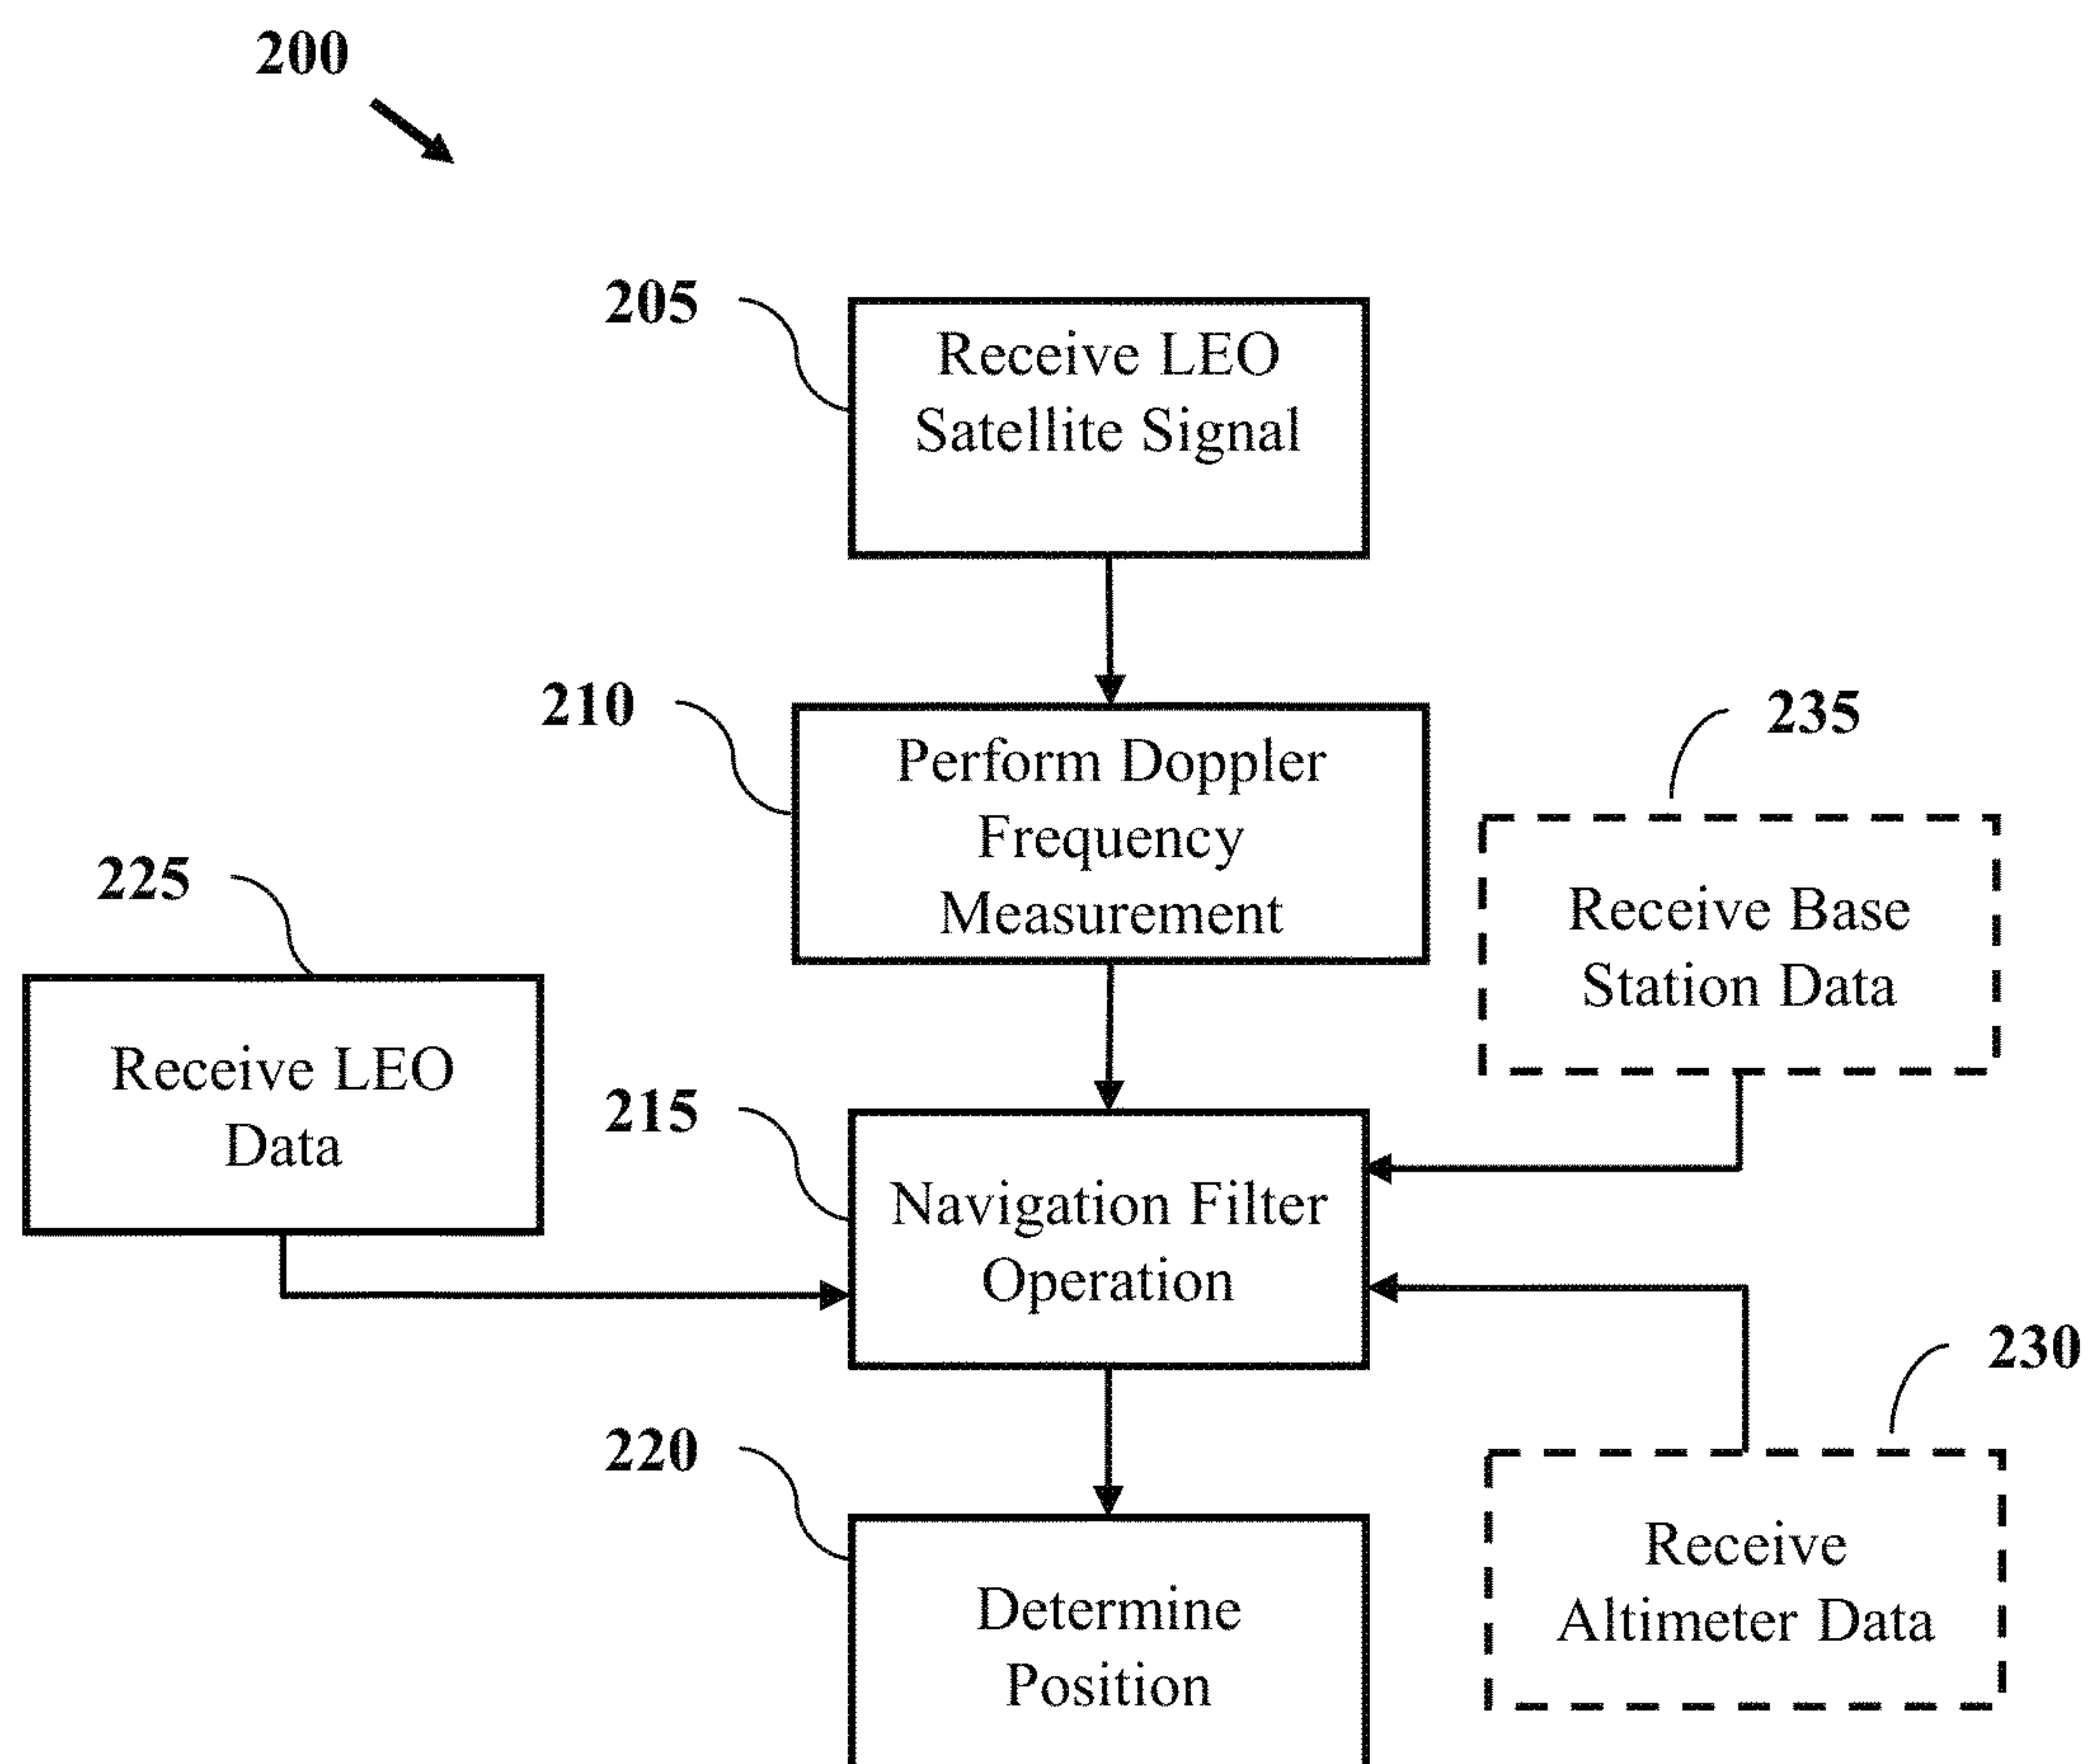 200
205
Receive LEO
Satellite Signal
210
Perform Doppler
Frequency
Measurement
235
Receive Base
Station Data
225
Receive LEO
Data
215
Navigation Filter
Operation
230
Receive
Altimeter Data
220
Determine
Position